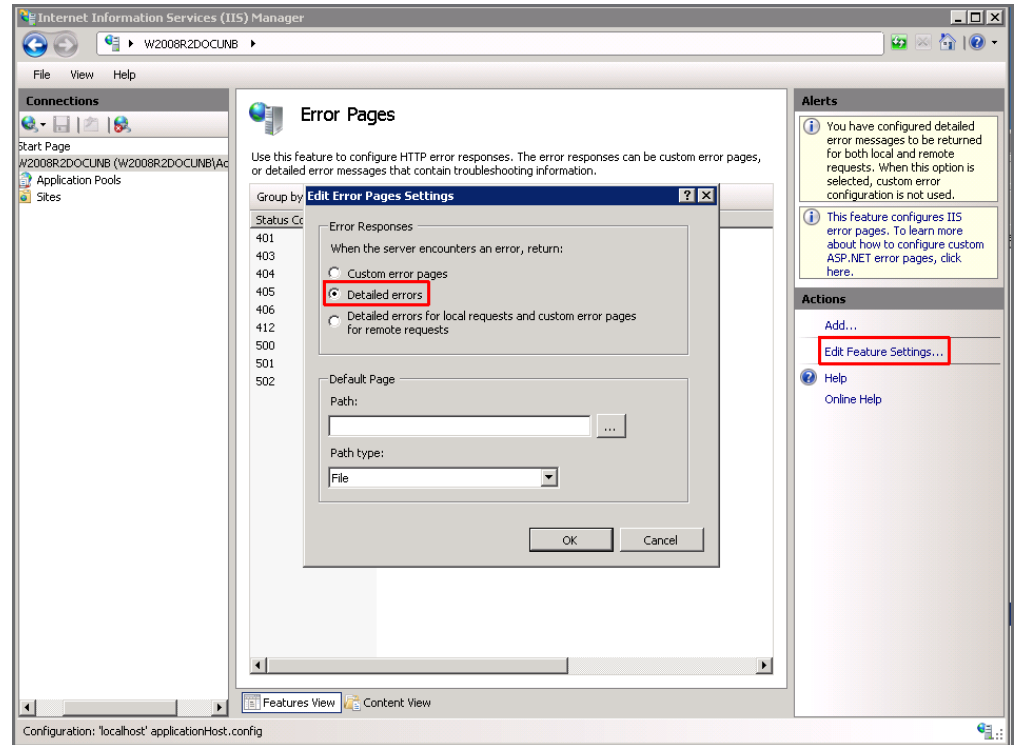 Internet Information Services (IIS) Manager
W2008R2DOCUNB
File View Help
Connections
Start Page
W2008R2DOCUNB (W2008R2DOCUNB\Ac
Application Pools
Sites
Error Pages
Use this feature to configure HTTP error responses. The error responses can be custom error pages,
or detailed error messages that contain troubleshooting information.
Group by
Status Co
401
403
404
405
406
412
500
501
502
Edit Error Pages Settings
Error Responses
When the server encounters an error, return:
Custom error pages
Detailed errors
Detailed errors for local requests and custom error pages
for remote requests
Default Page
Path:
...
Path type:
File
OK Cancel
Features View Content View
Alerts
You have configured detailed
error messages to be returned
for both local and remote
requests. When this option is
selected, custom error
configuration is not used.
This feature configures IIS
error pages. To learn more
about how to configure custom
ASP.NET error pages, click
here.
Actions
Add...
Edit Feature Settings...
Help
Online Help
Configuration: 'localhost' applicationHost.config